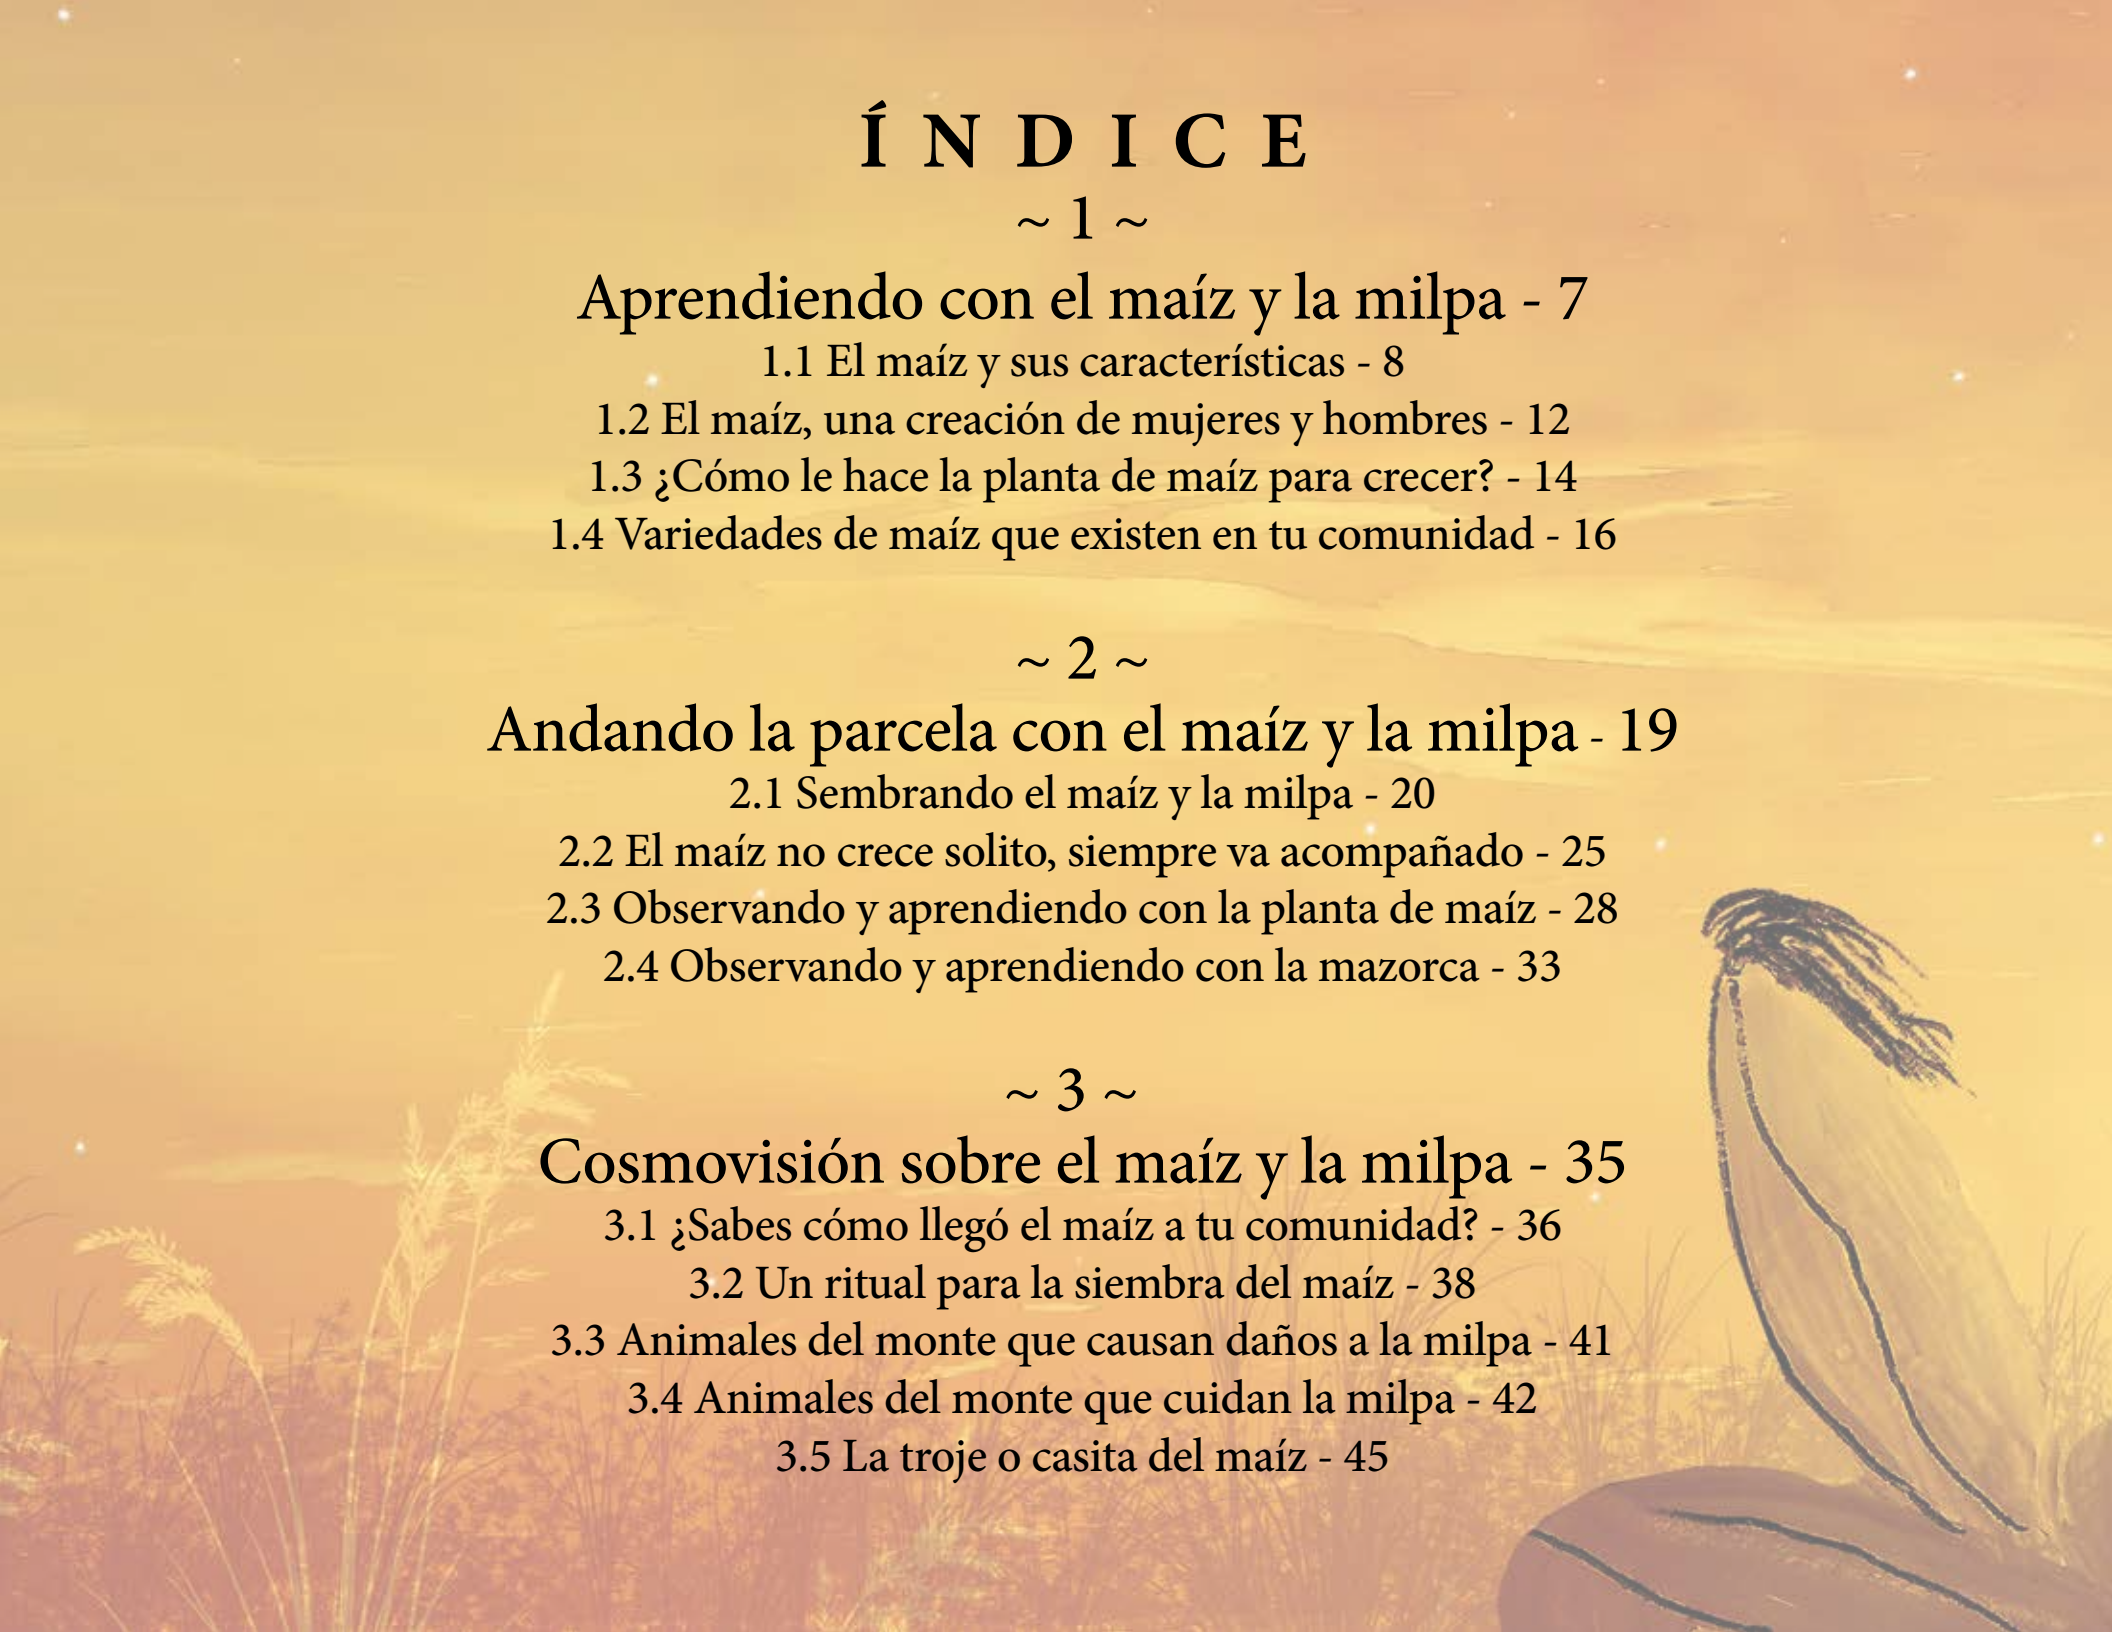 ÍNDICE
~ 1 ~
Aprendiendo con el maíz y la milpa - 7
1.1 El maíz y sus características - 8
1.2 El maíz, una creación de mujeres y hombres - 12
1.3 ¿Cómo le hace la planta de maíz para crecer? - 14
1.4 Variedades de maíz que existen en tu comunidad - 16
~ 2 ~
Andando la parcela con el maíz y la milpa - 19
2.1 Sembrando el maíz y la milpa - 20
2.2 El maíz no crece solito, siempre va acompañado - 25
2.3 Observando y aprendiendo con la planta de maíz - 28
2.4 Observando y aprendiendo con la mazorca - 33
~ 3 ~
Cosmovisión sobre el maíz y la milpa - 35
3.1 ¿Sabes cómo llegó el maíz a tu comunidad? - 36
3.2 Un ritual para la siembra del maíz - 38
3.3 Animales del monte que causan daños a la milpa - 41
3.4 Animales del monte que cuidan la milpa - 42
3.5 La troje o casita del maíz - 45